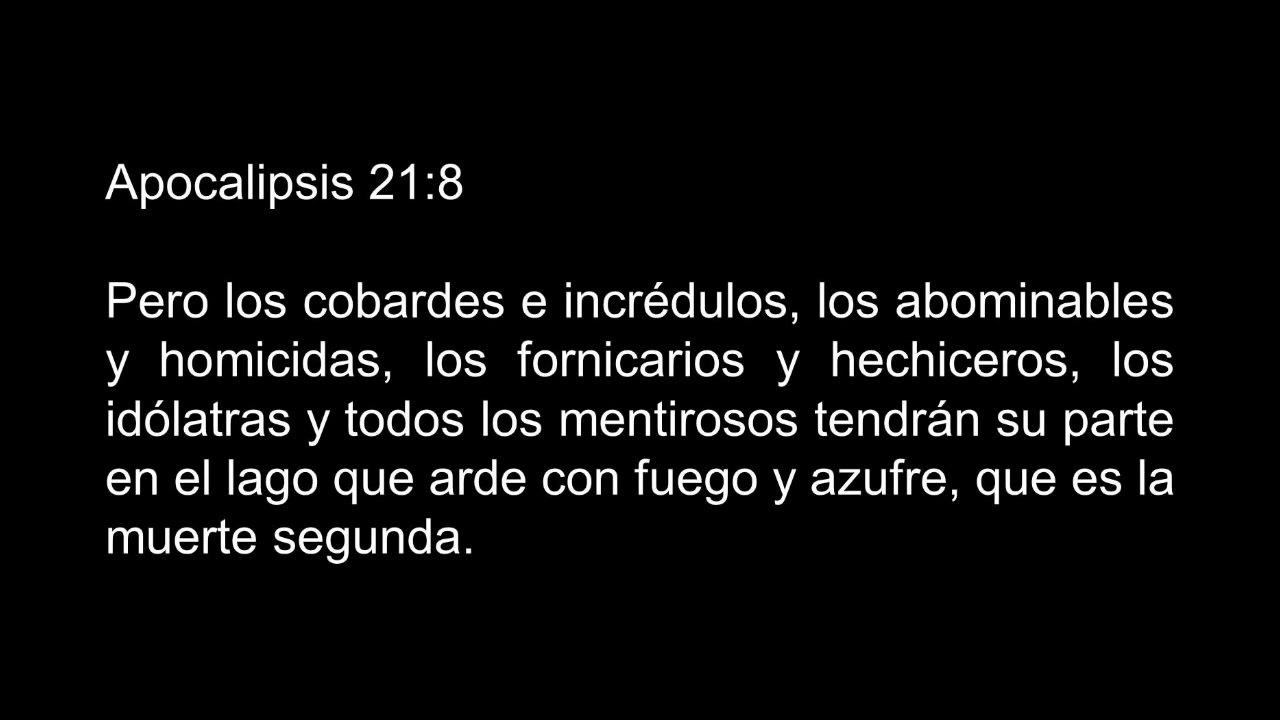 Apocalipsis 21:8
Pero los cobardes e incrédulos, los abominables
y homicidas, los fornicarios y hechiceros, los
idólatras y todos los mentirosos tendrán su parte
en el lago que arde con fuego y azufre, que es la
muerte segunda.